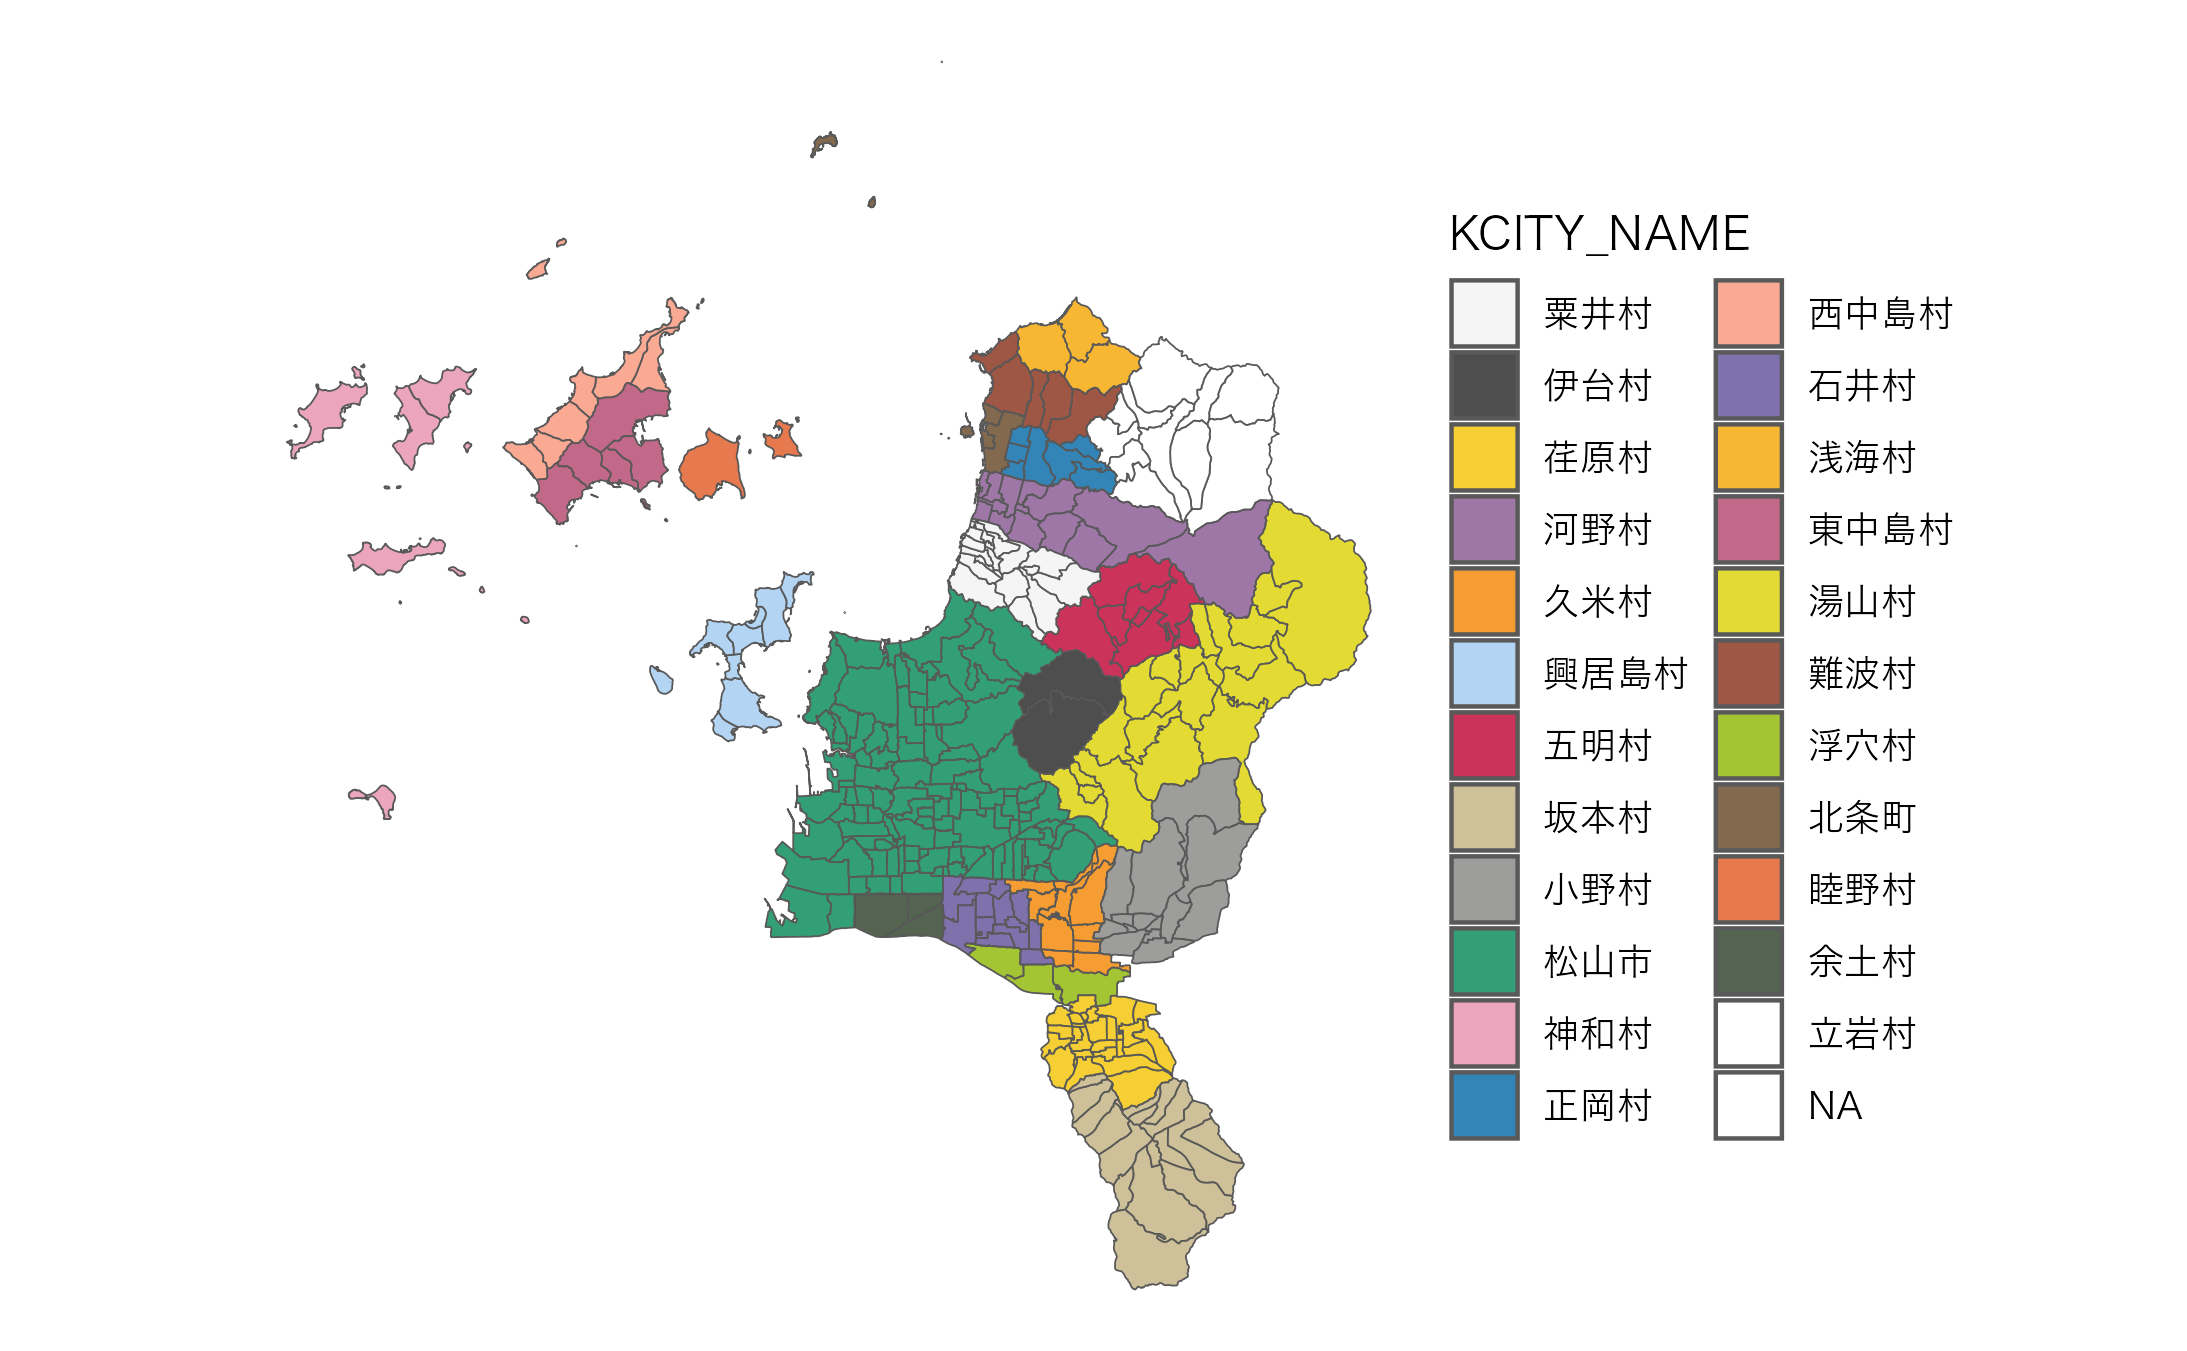 KCITY_NAME
粟井村
伊台村
荏原村
河野村
久米村
興居島村
五明村
坂本村
小野村
松山市
神和村
正岡村
西中島村
石井村
浅海村
東中島村
湯山村
難波村
浮穴村
北条町
睦野村
余土村
立岩村
NA